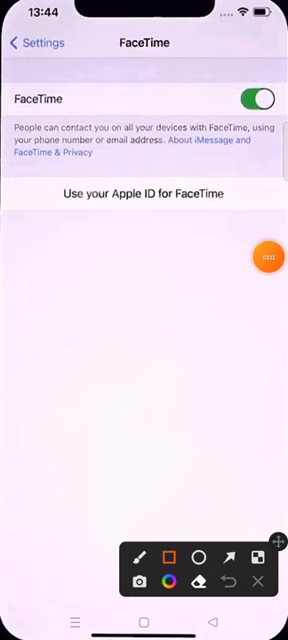 13:44
Settings
FaceTime
FaceTime
People can contact you on all your devices with FaceTime, using
your phone number or email address. About iMessage and
FaceTime & Privacy
Use your Apple ID for FaceTime